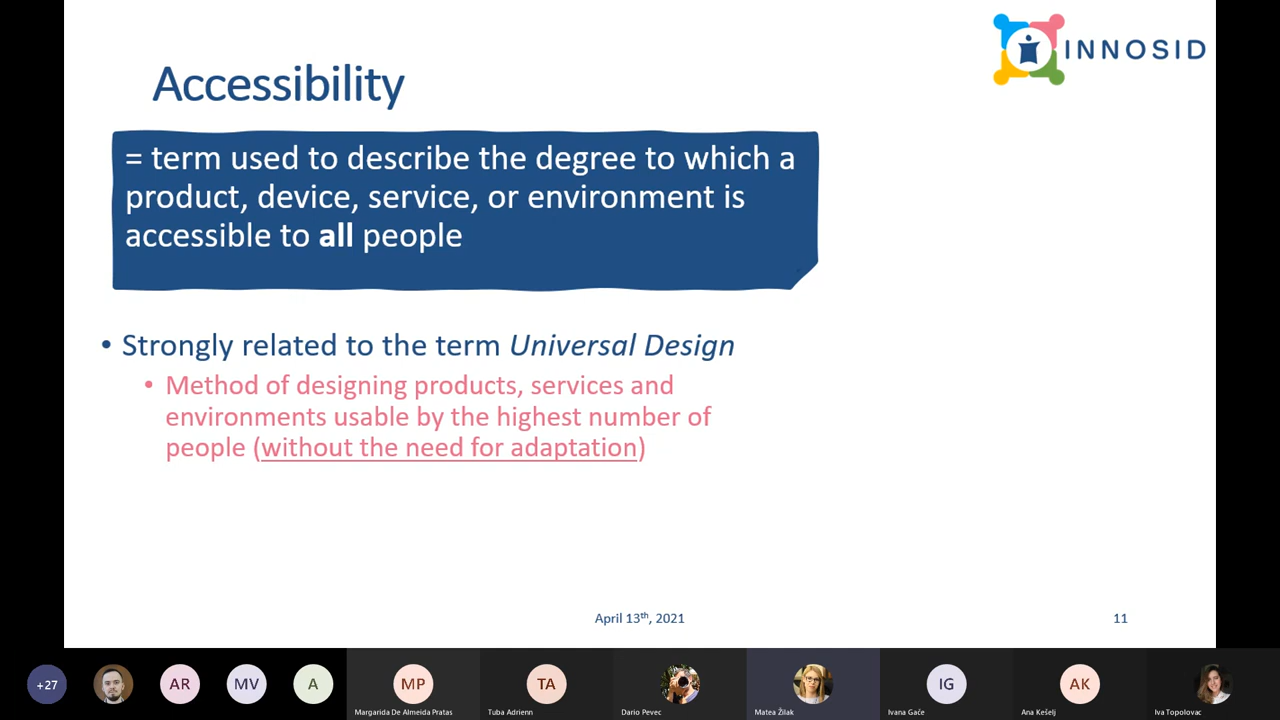 INNOSID
Accessibility
= term used to describe the degree to which a
product, device, service, or environment is
accessible to all people
• Strongly related to the term Universal Design
• Method of designing products, services and
environments usable by the highest number of
people (without the need for adaptation)
April 13th, 2021
11
+27
AR
MV
A
MP
TA
IG
AK
Margarida De Almeida Pratas
Tuba Adrienn
Dario Pevec
Matea Žilak
Ivana Gaće
Ana Kešelj
Iva Topolovac